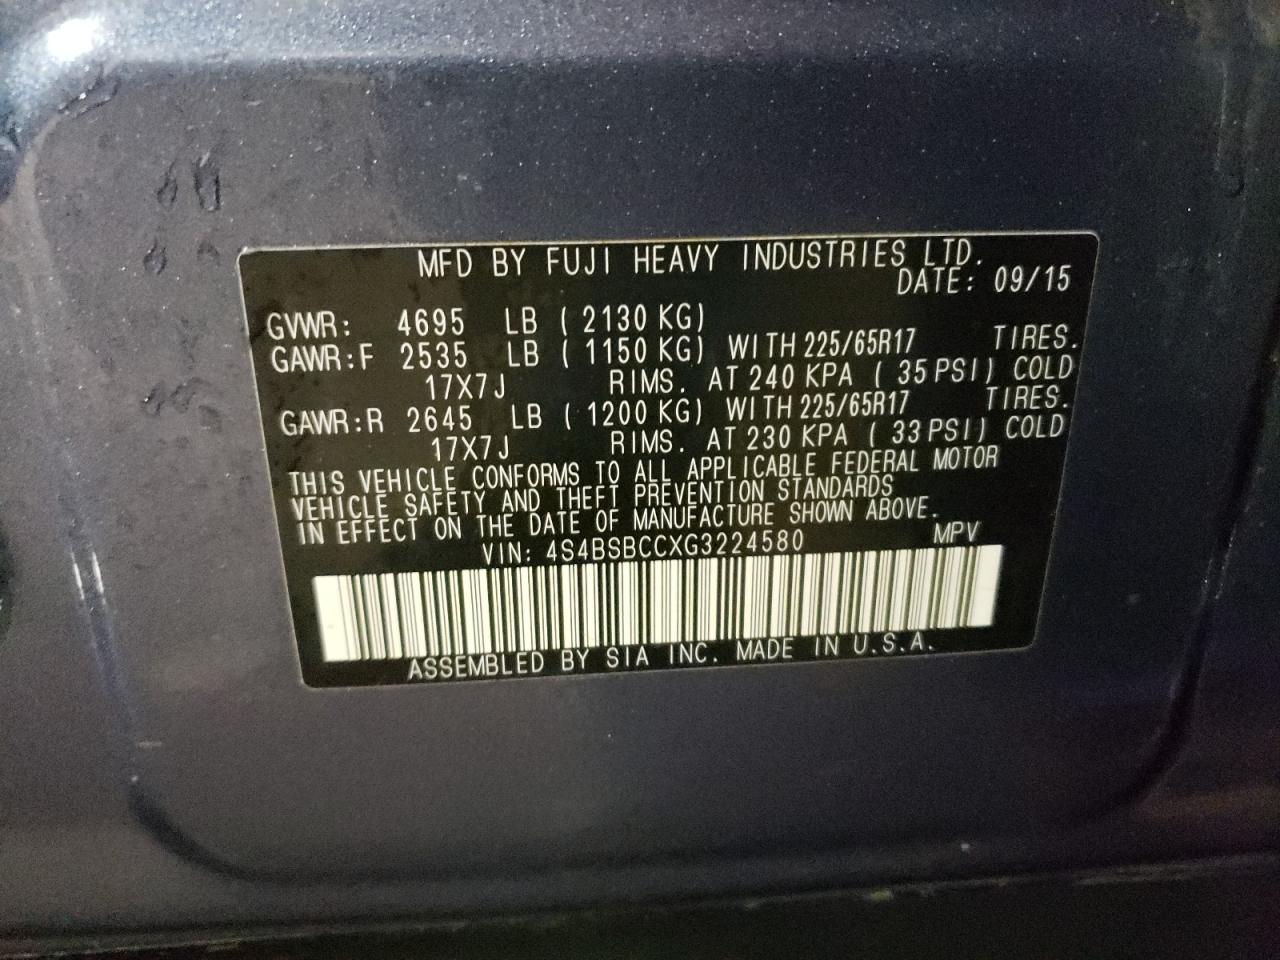 MFD BY FUJI HEAVY INDUSTRIES LTD.
DATE: 09/15
GVWR: 4695 LB ( 2130 KG)
GAWR:F 2535 LB ( 1150 KG) WITH 225/65R17 TIRES.
17X7J RIMS. AT 240 KPA ( 35 PSI) COLD
GAWR:R 2645 LB ( 1200 KG) WITH 225/65R17 TIRES.
17X7J RIMS. AT 230 KPA ( 33 PSI) COLD
THIS VEHICLE CONFORMS TO ALL APPLICABLE FEDERAL MOTOR
VEHICLE SAFETY AND THEFT PREVENTION STANDARDS
IN EFFECT ON THE DATE OF MANUFACTURE SHOWN ABOVE.
VIN: 4S4BSBCCXG3224580 MPV
ASSEMBLED BY SIA INC. MADE IN U.S.A.